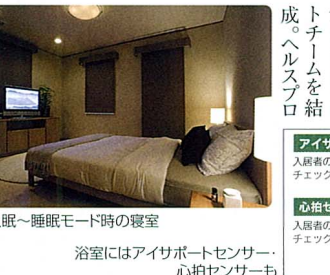 トチームを結
成。ヘルスプロ
眠～睡眠モード時の寝室
浴室にはアイサポートセンサー・
心拍センサーも
アイサ
入居者の
チェック
心拍セ
入居者の
チェック